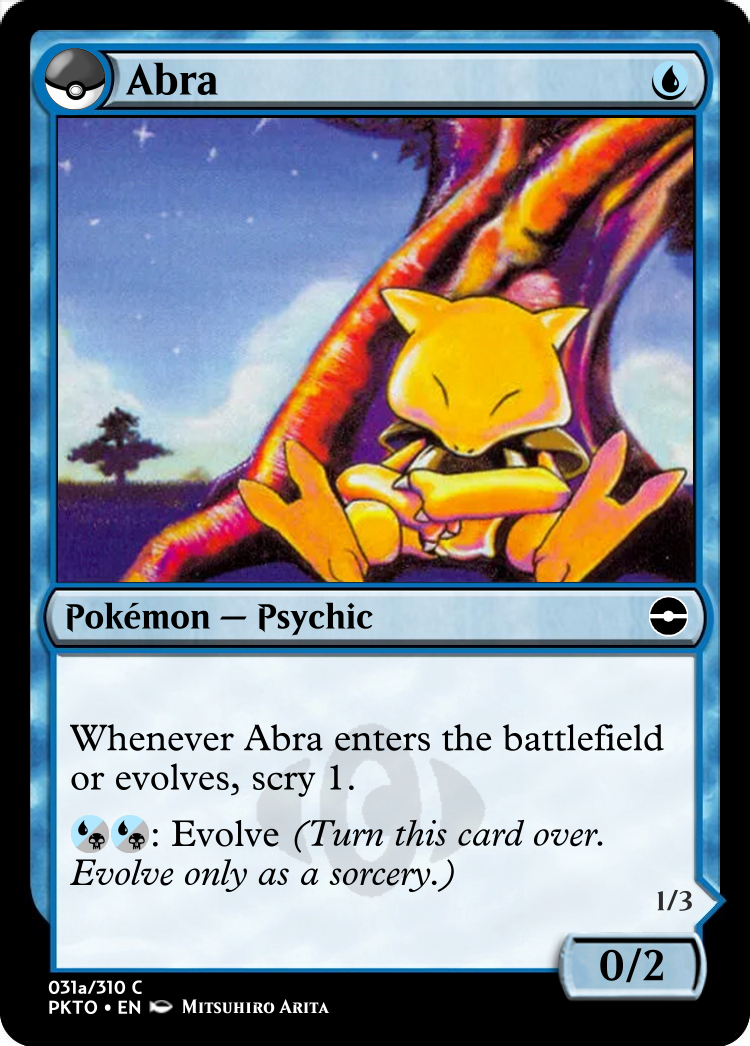 Abra
Pokémon — Psychic
Whenever Abra enters the battlefield
or evolves, scry 1.
: Evolve (Turn this card over.
Evolve only as a sorcery.)
1/3
0/2
031a/310 C
PKTO • EN Mitsuhiro Arita